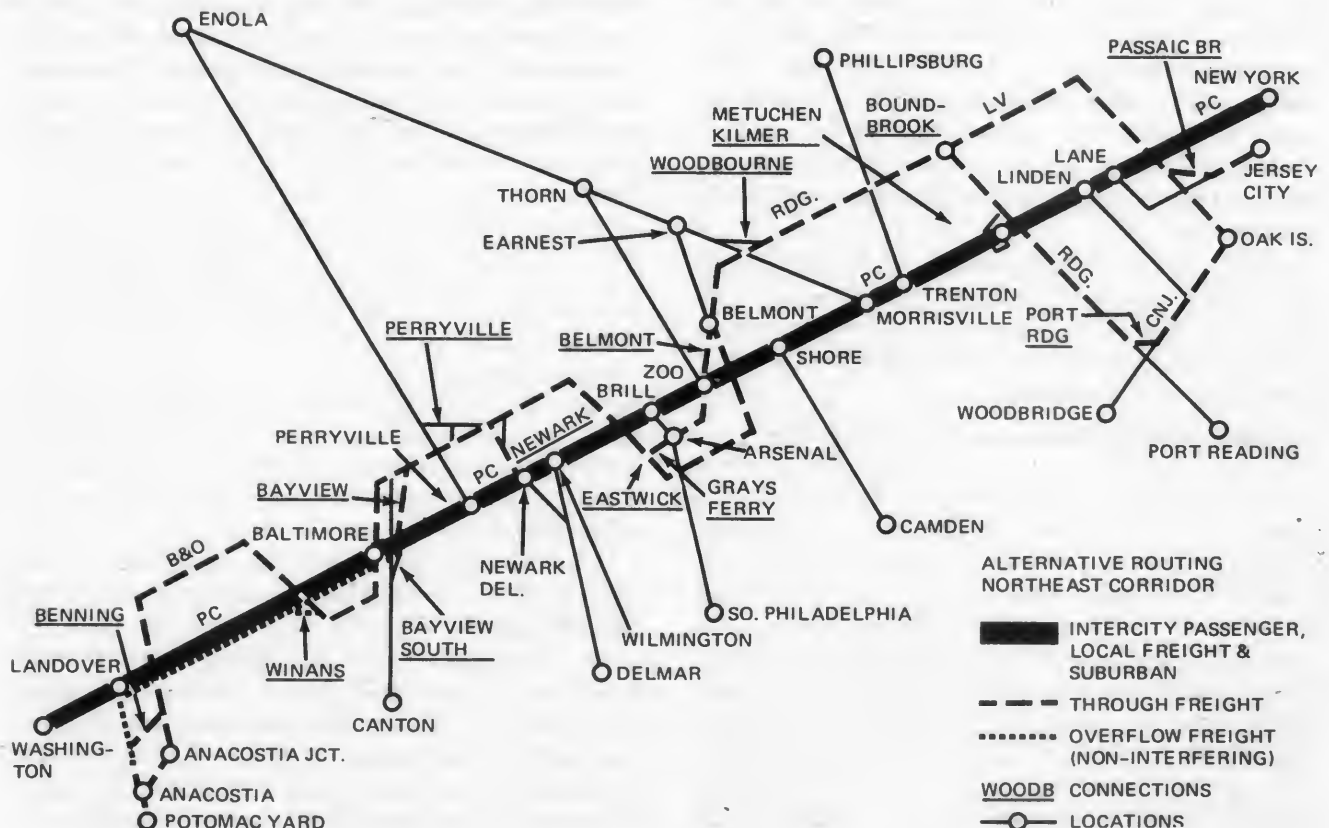 ENOLA
PHILLIPSBURG
PASSAIC BR
NEW YORK
PC
LV
BOUND-
BROOK
METUCHEN
KILMER
WOODBOURNE
LANE
LINDEN
JERSEY
CITY
THORN
RDG.
EARNEST
OAK IS.
PC
RDG.
TRENTON
MORRISVILLE
BELMONT
PORT
RDG
CNJ.
PERRYVILLE
BELMONT
SHORE
ZOO
BRILL
WOODBRIDGE
PERRYVILLE
NEWARK
ARSENAL
PORT READING
PC
BAYVIEW
EASTWICK
GRAYS
FERRY
BALTIMORE
CAMDEN
B&O
NEWARK
DEL.
PC
BENNING
SO. PHILADELPHIA
BAYVIEW
SOUTH
WILMINGTON
LANDOVER
WINANS
DELMAR
CANTON
WASHING-
TON
ANACOSTIA JCT.
ANACOSTIA
POTOMAC YARD
ALTERNATIVE ROUTING
NORTHEAST CORRIDOR
INTERCITY PASSENGER,
LOCAL FREIGHT &
SUBURBAN
THROUGH FREIGHT
OVERFLOW FREIGHT
(NON-INTERFERING)
WOODB CONNECTIONS
LOCATIONS